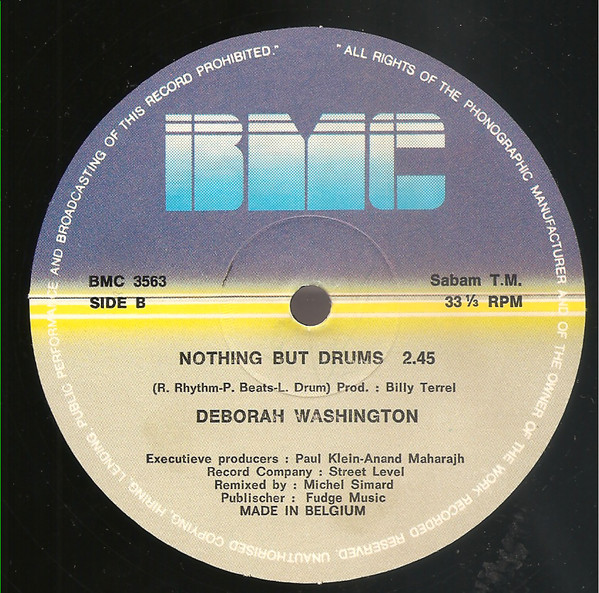 "ALL RIGHTS OF THE PHONOGRAPHIC MANUFACTURER AND OF THE OWNER OF THE WORK RECORDED RESERVED. UNAUTHORISED COPYING, HIRING, LENDING, PUBLIC PERFORMANCE AND BROADCASTING OF THIS RECORD PROHIBITED."
BMC
BMC 3563 Sabam T.M.
SIDE B 33 ⅓ RPM
NOTHING BUT DRUMS 2.45
(R. Rhythm-P. Beats-L. Drum) Prod. : Billy Terrel
DEBORAH WASHINGTON
Executieve producers : Paul Klein-Anand Maharajh
Record Company : Street Level
Remixed by : Michel Simard
Publischer : Fudge Music
MADE IN BELGIUM